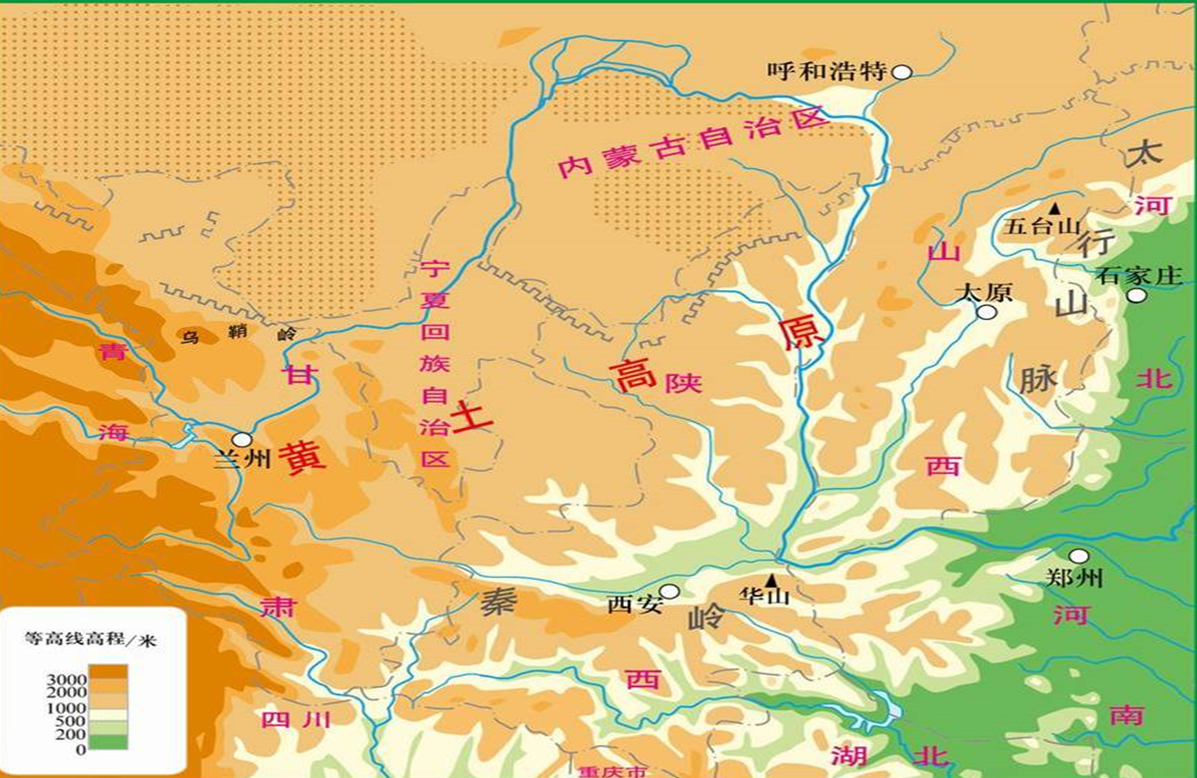 呼和浩特
内蒙古自治区
太行山脉
河北
五台山
山西
石家庄
太原
宁夏回族自治区
乌鞘岭
青海
甘肃
黄土高原
陕西
兰州
郑州
华山
西安
秦岭
河南
四川
湖北
重庆市
等高线高程/米
3000
2000
1000
500
200
0